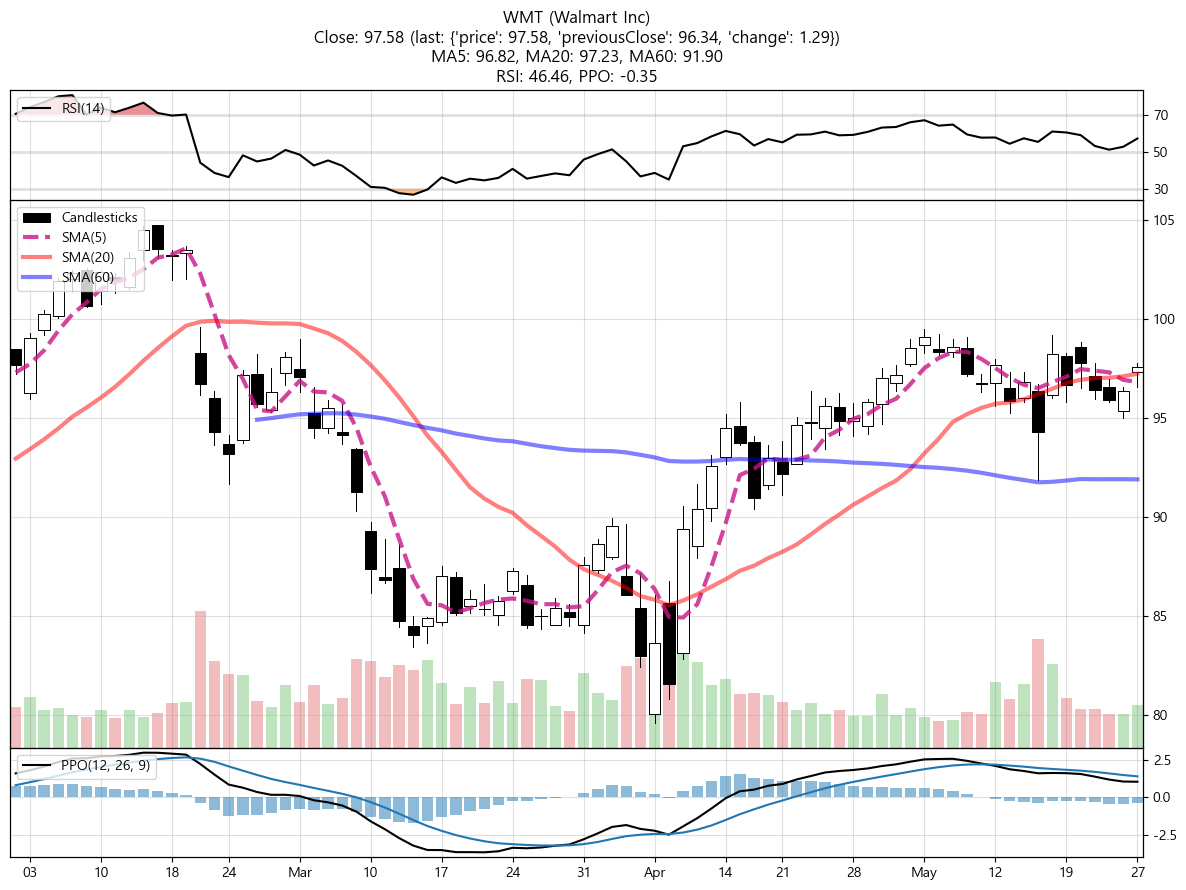 WMT (Walmart Inc)
Close: 97.58 (last: {'price': 97.58, 'previousClose': 96.34, 'change': 1.29})
MA5: 96.82, MA20: 97.23, MA60: 91.90
RSI: 46.46, PPO: -0.35
RSI(14)
70
50
30
Candlesticks
SMA(5)
SMA(20)
SMA(60)
105
100
95
90
85
80
PPO(12, 26, 9)
2.5
0.0
-2.5
03 10 18 24 Mar 10 17 24 31 Apr 14 21 28 May 12 19 27